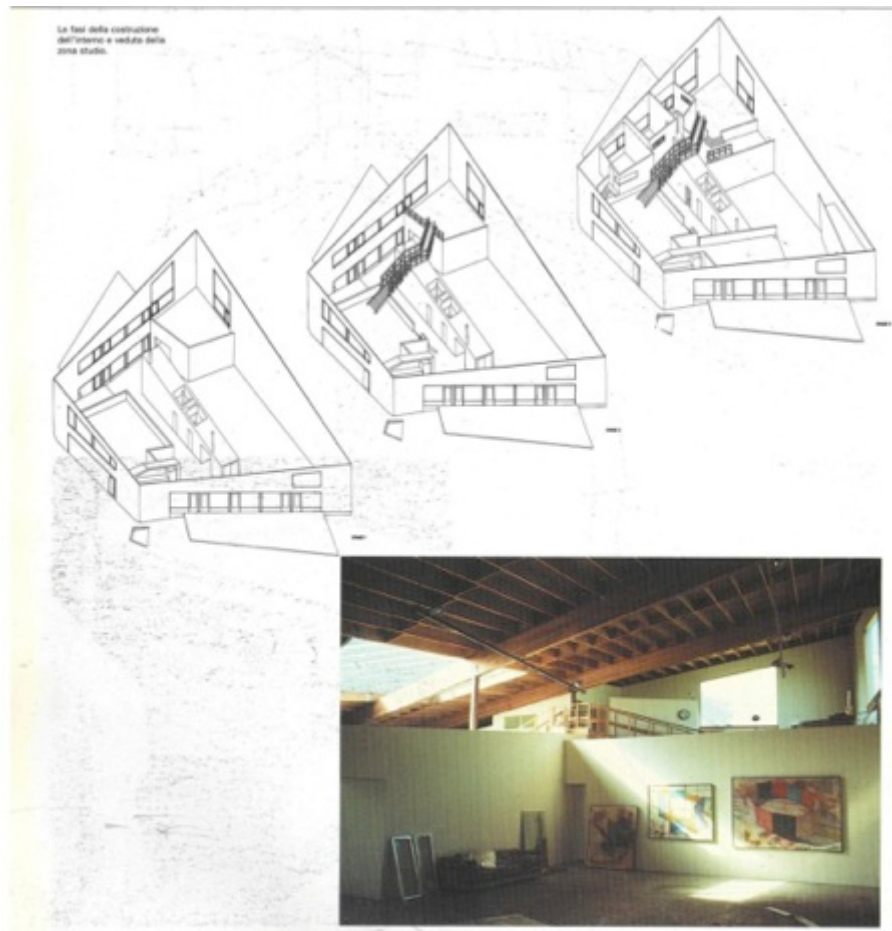 Le fasi della costruzione
dell'interno e veduta della
zona studio.